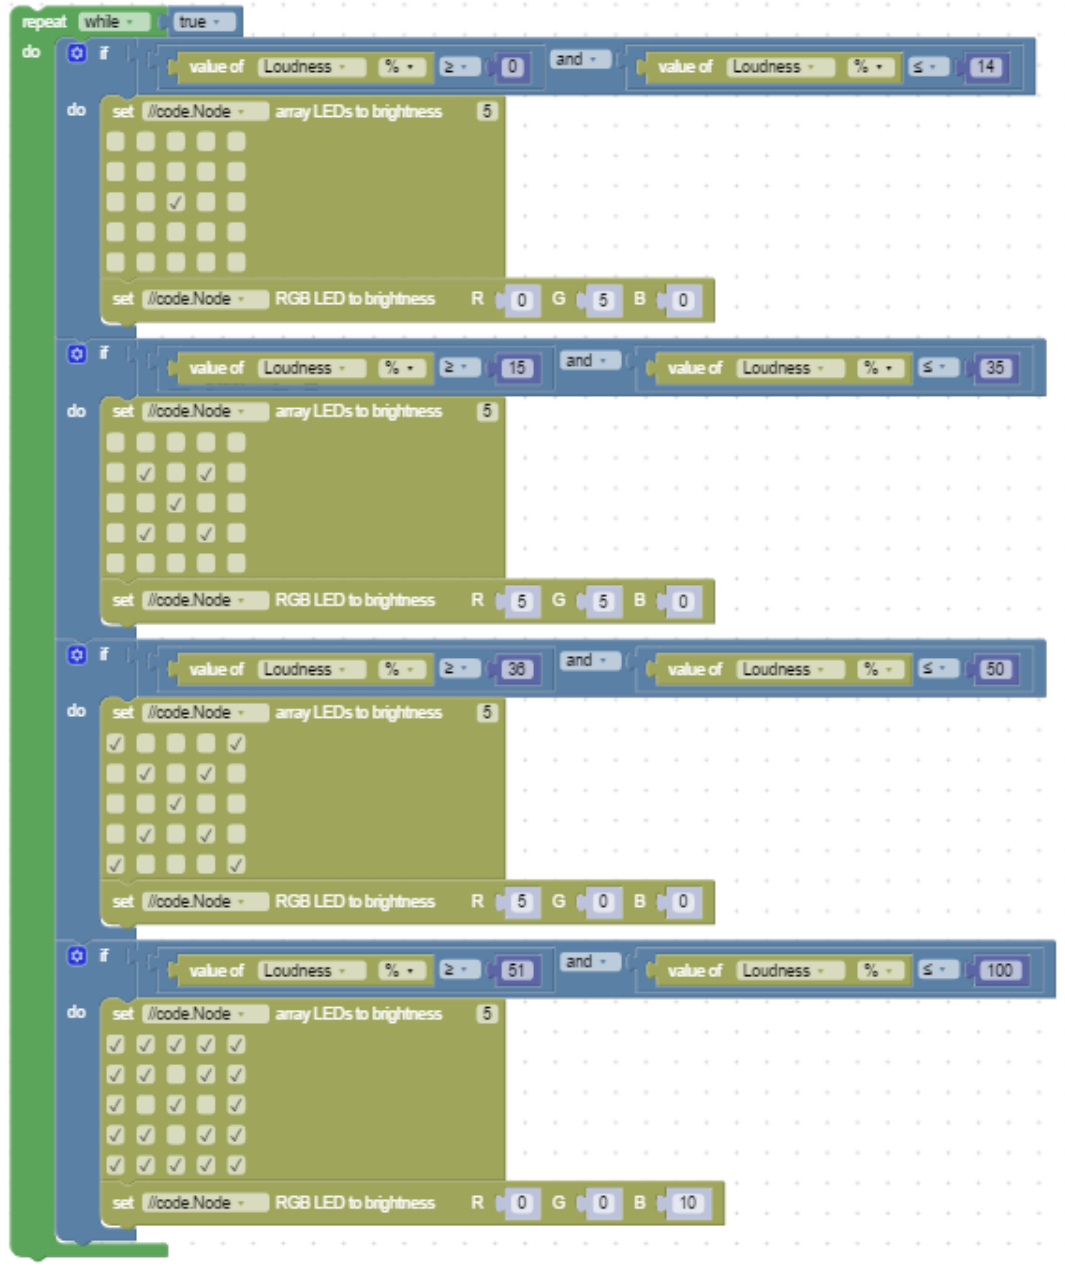 repeat while true
do if value of Loudness % ≥ 0 and value of Loudness % ≤ 14
do set //code.Node array LEDs to brightness 5
set //code.Node RGB LED to brightness R 0 G 5 B 0
if value of Loudness % ≥ 15 and value of Loudness % ≤ 35
do set //code.Node array LEDs to brightness 5
set //code.Node RGB LED to brightness R 5 G 5 B 0
if value of Loudness % ≥ 36 and value of Loudness % ≤ 50
do set //code.Node array LEDs to brightness 5
set //code.Node RGB LED to brightness R 5 G 0 B 0
if value of Loudness % ≥ 51 and value of Loudness % ≤ 100
do set //code.Node array LEDs to brightness 5
set //code.Node RGB LED to brightness R 0 G 0 B 10